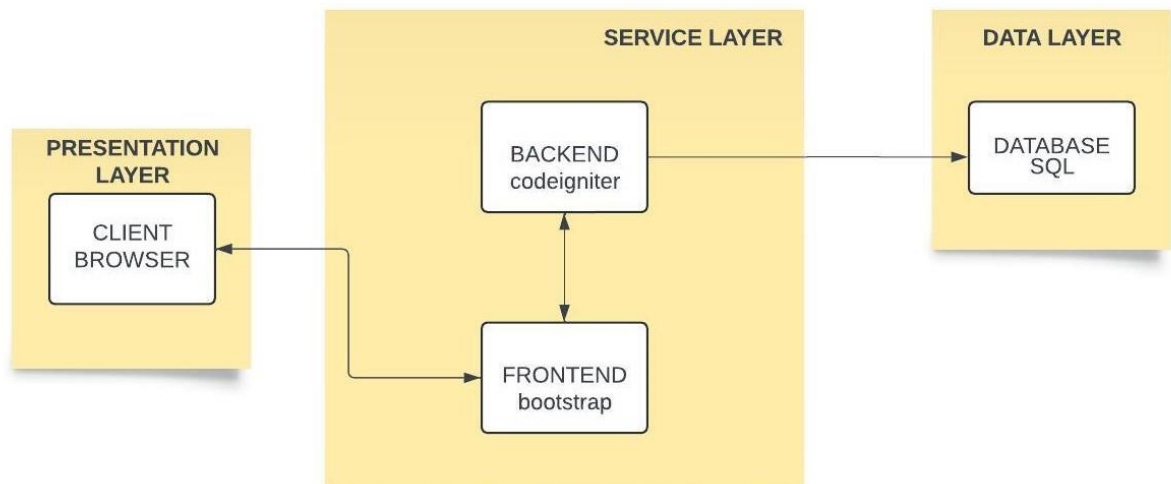 PRESENTATION
LAYER
CLIENT
BROWSER
SERVICE LAYER
BACKEND
codeigniter
FRONTEND
bootstrap
DATA LAYER
DATABASE
SQL